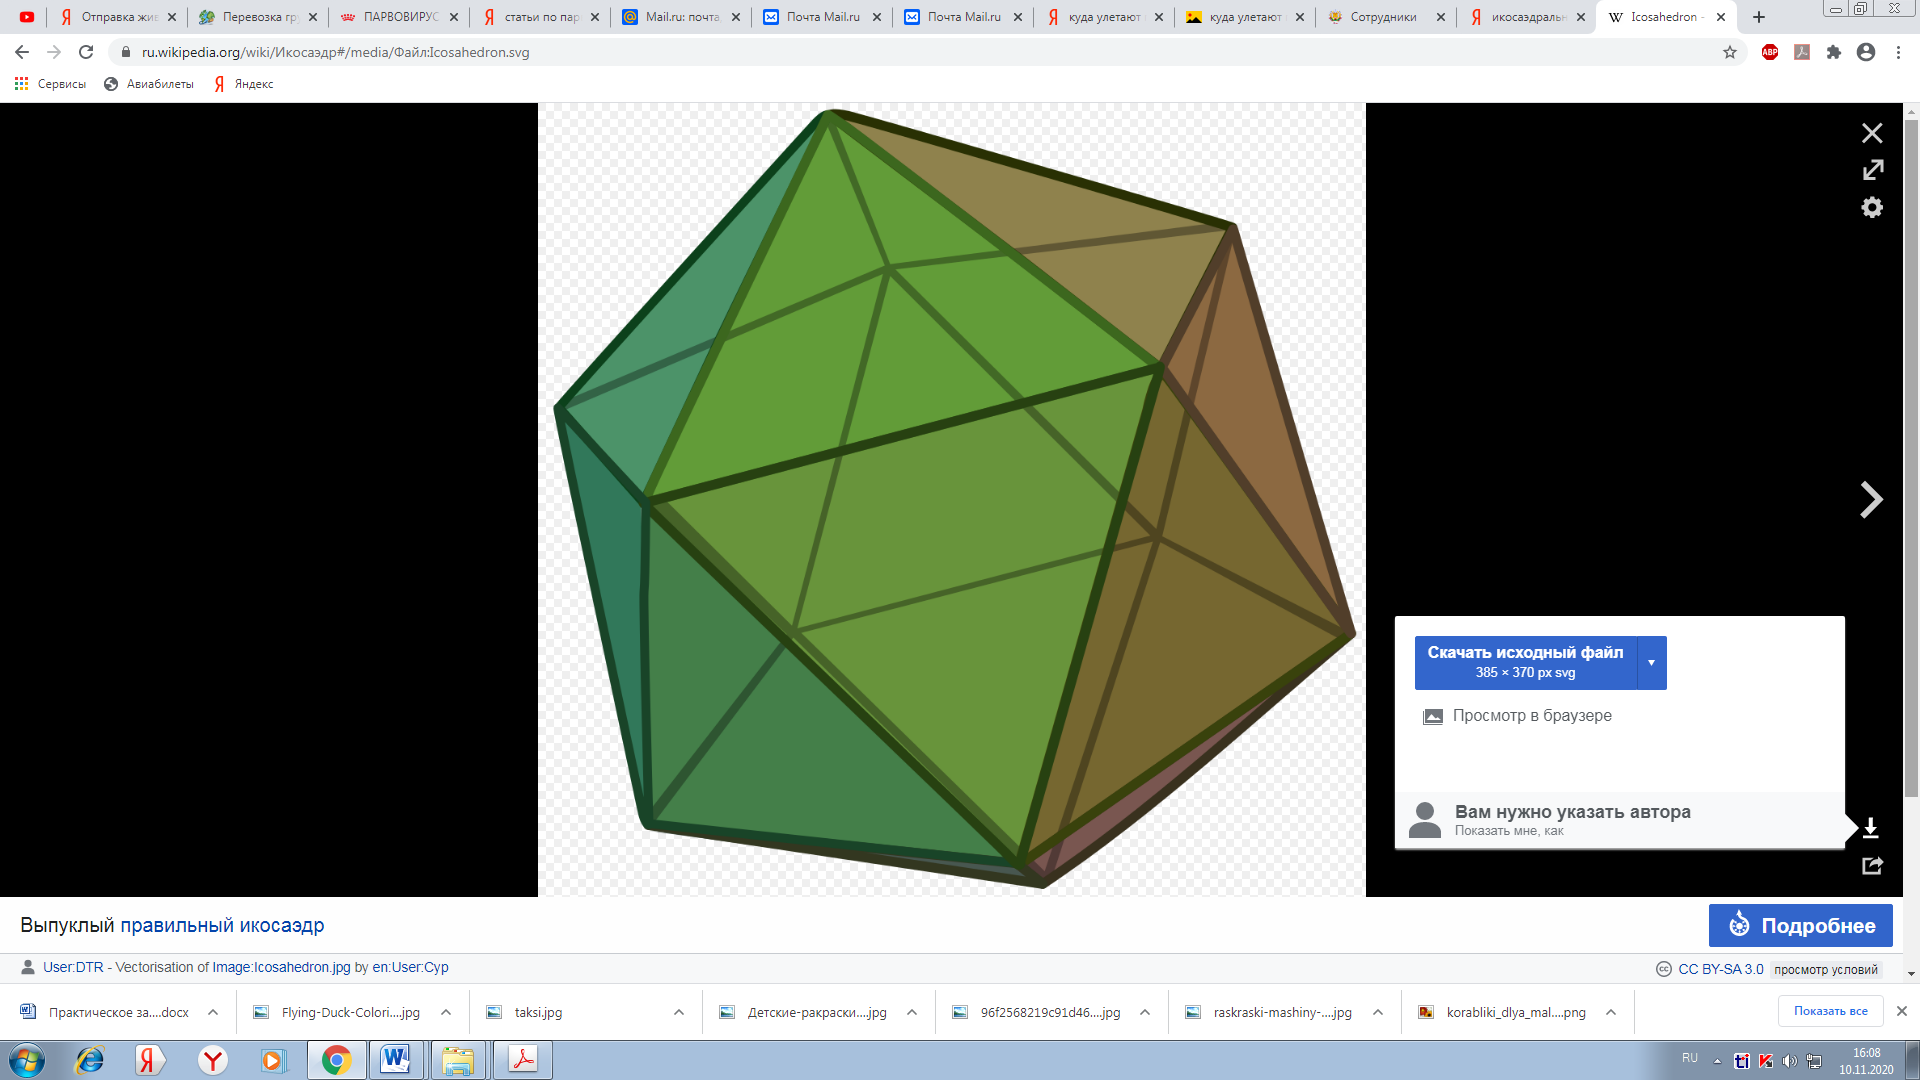 Отправка жив
Перевозка гру
ПАРВОВИРУС
статьи по пар
Mail.ru: почта,
Почта Mail.ru
Почта Mail.ru
куда улетают
куда улетают
Сотрудники
икосаэдральн
Icosahedron -
ru.wikipedia.org/wiki/Икосаэдр#/media/Файл:Icosahedron.svg
ABP
Сервисы
Авиабилеты
Яндекс
Скачать исходный файл
385 × 370 px svg
Просмотр в браузере
Вам нужно указать автора
Показать мне, как
Выпуклый правильный икосаэдр
Подробнее
User:DTR - Vectorisation of Image:Icosahedron.jpg by en:User:Cyp
CC BY-SA 3.0 просмотр условий
Практическое за....docx
Flying-Duck-Colori....jpg
taksi.jpg
Детские-ракраски....jpg
96f2568219c91d46....jpg
raskraski-mashiny-....jpg
korabliki_dlya_mal....png
Показать все
RU
16:08
10.11.2020